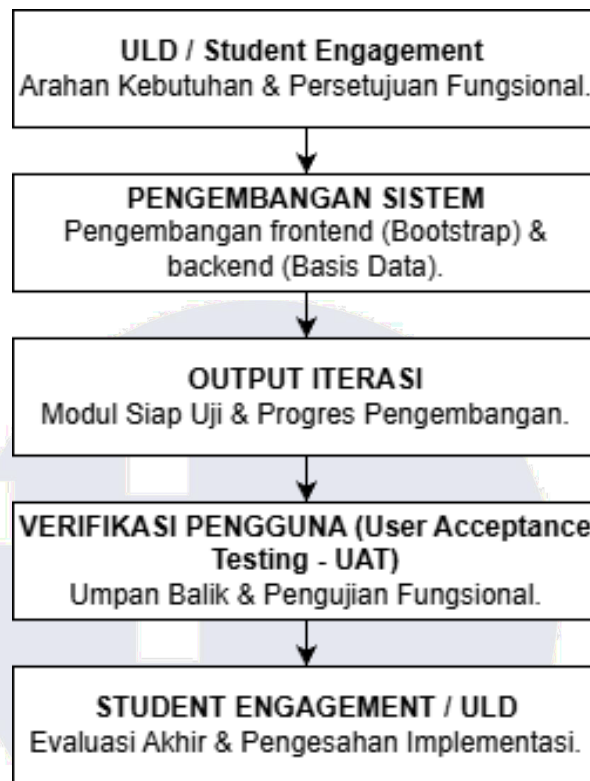 ULD / Student Engagement
Arahan Kebutuhan & Persetujuan Fungsional.
PENGEMBANGAN SISTEM
Pengembangan frontend (Bootstrap) &
backend (Basis Data).
OUTPUT ITERASI
Modul Siap Uji & Progres Pengembangan.
VERIFIKASI PENGGUNA (User Acceptance
Testing - UAT)
Umpan Balik & Pengujian Fungsional.
STUDENT ENGAGEMENT / ULD
Evaluasi Akhir & Pengesahan Implementasi.